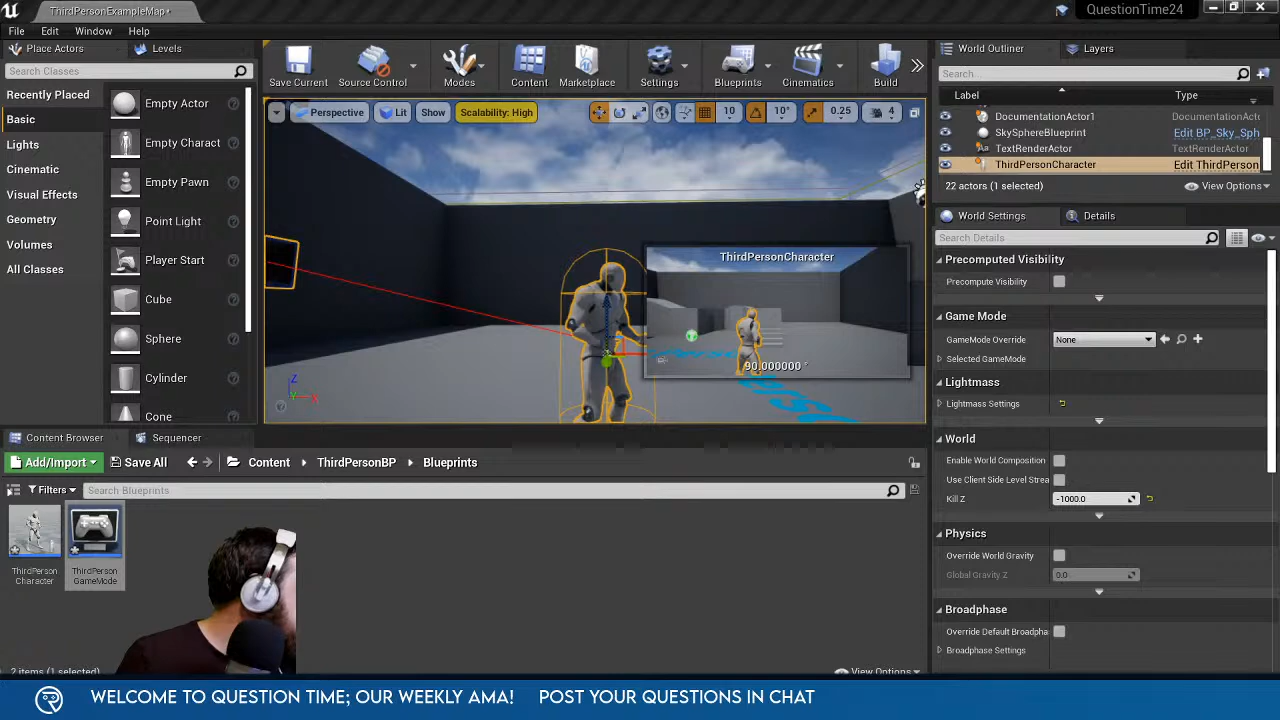 ThirdPersonExampleMap*
QuestionTime24
File
Edit
Window
Help
Place Actors
Levels
Search Classes
Recently Placed
Basic
Lights
Cinematic
Visual Effects
Geometry
Volumes
All Classes
Empty Actor
Empty Charact
Empty Pawn
Point Light
Player Start
Cube
Sphere
Cylinder
Cone
Save Current
Source Control
Modes
Content
Marketplace
Settings
Blueprints
Cinematics
Build
Perspective
Lit
Show
Scalability: High
10
10°
0.25
4
ThirdPersonCharacter
90.000000 °
Z
X
World Outliner
Layers
Search...
Label
Type
DocumentationActor1
DocumentationActo
SkySphereBlueprint
Edit BP_Sky_Sph
TextRenderActor
TextRenderActor
ThirdPersonCharacter
Edit ThirdPerson
22 actors (1 selected)
View Options
World Settings
Details
Search Details
Precomputed Visibility
Precompute Visibility
Game Mode
GameMode Override
None
Selected GameMode
Lightmass
Lightmass Settings
World
Enable World Composition
Use Client Side Level Strea
Kill Z
-1000.0
Physics
Override World Gravity
Global Gravity Z
0.0
Broadphase
Override Default Broadpha
Broadphase Settings
Content Browser
Sequencer
Add/Import
Save All
Content
ThirdPersonBP
Blueprints
Filters
Search Blueprints
ThirdPerson
Character
ThirdPerson
GameMode
2 items (1 selected)
View Options
WELCOME TO QUESTION TIME; OUR WEEKLY AMA!
POST YOUR QUESTIONS IN CHAT